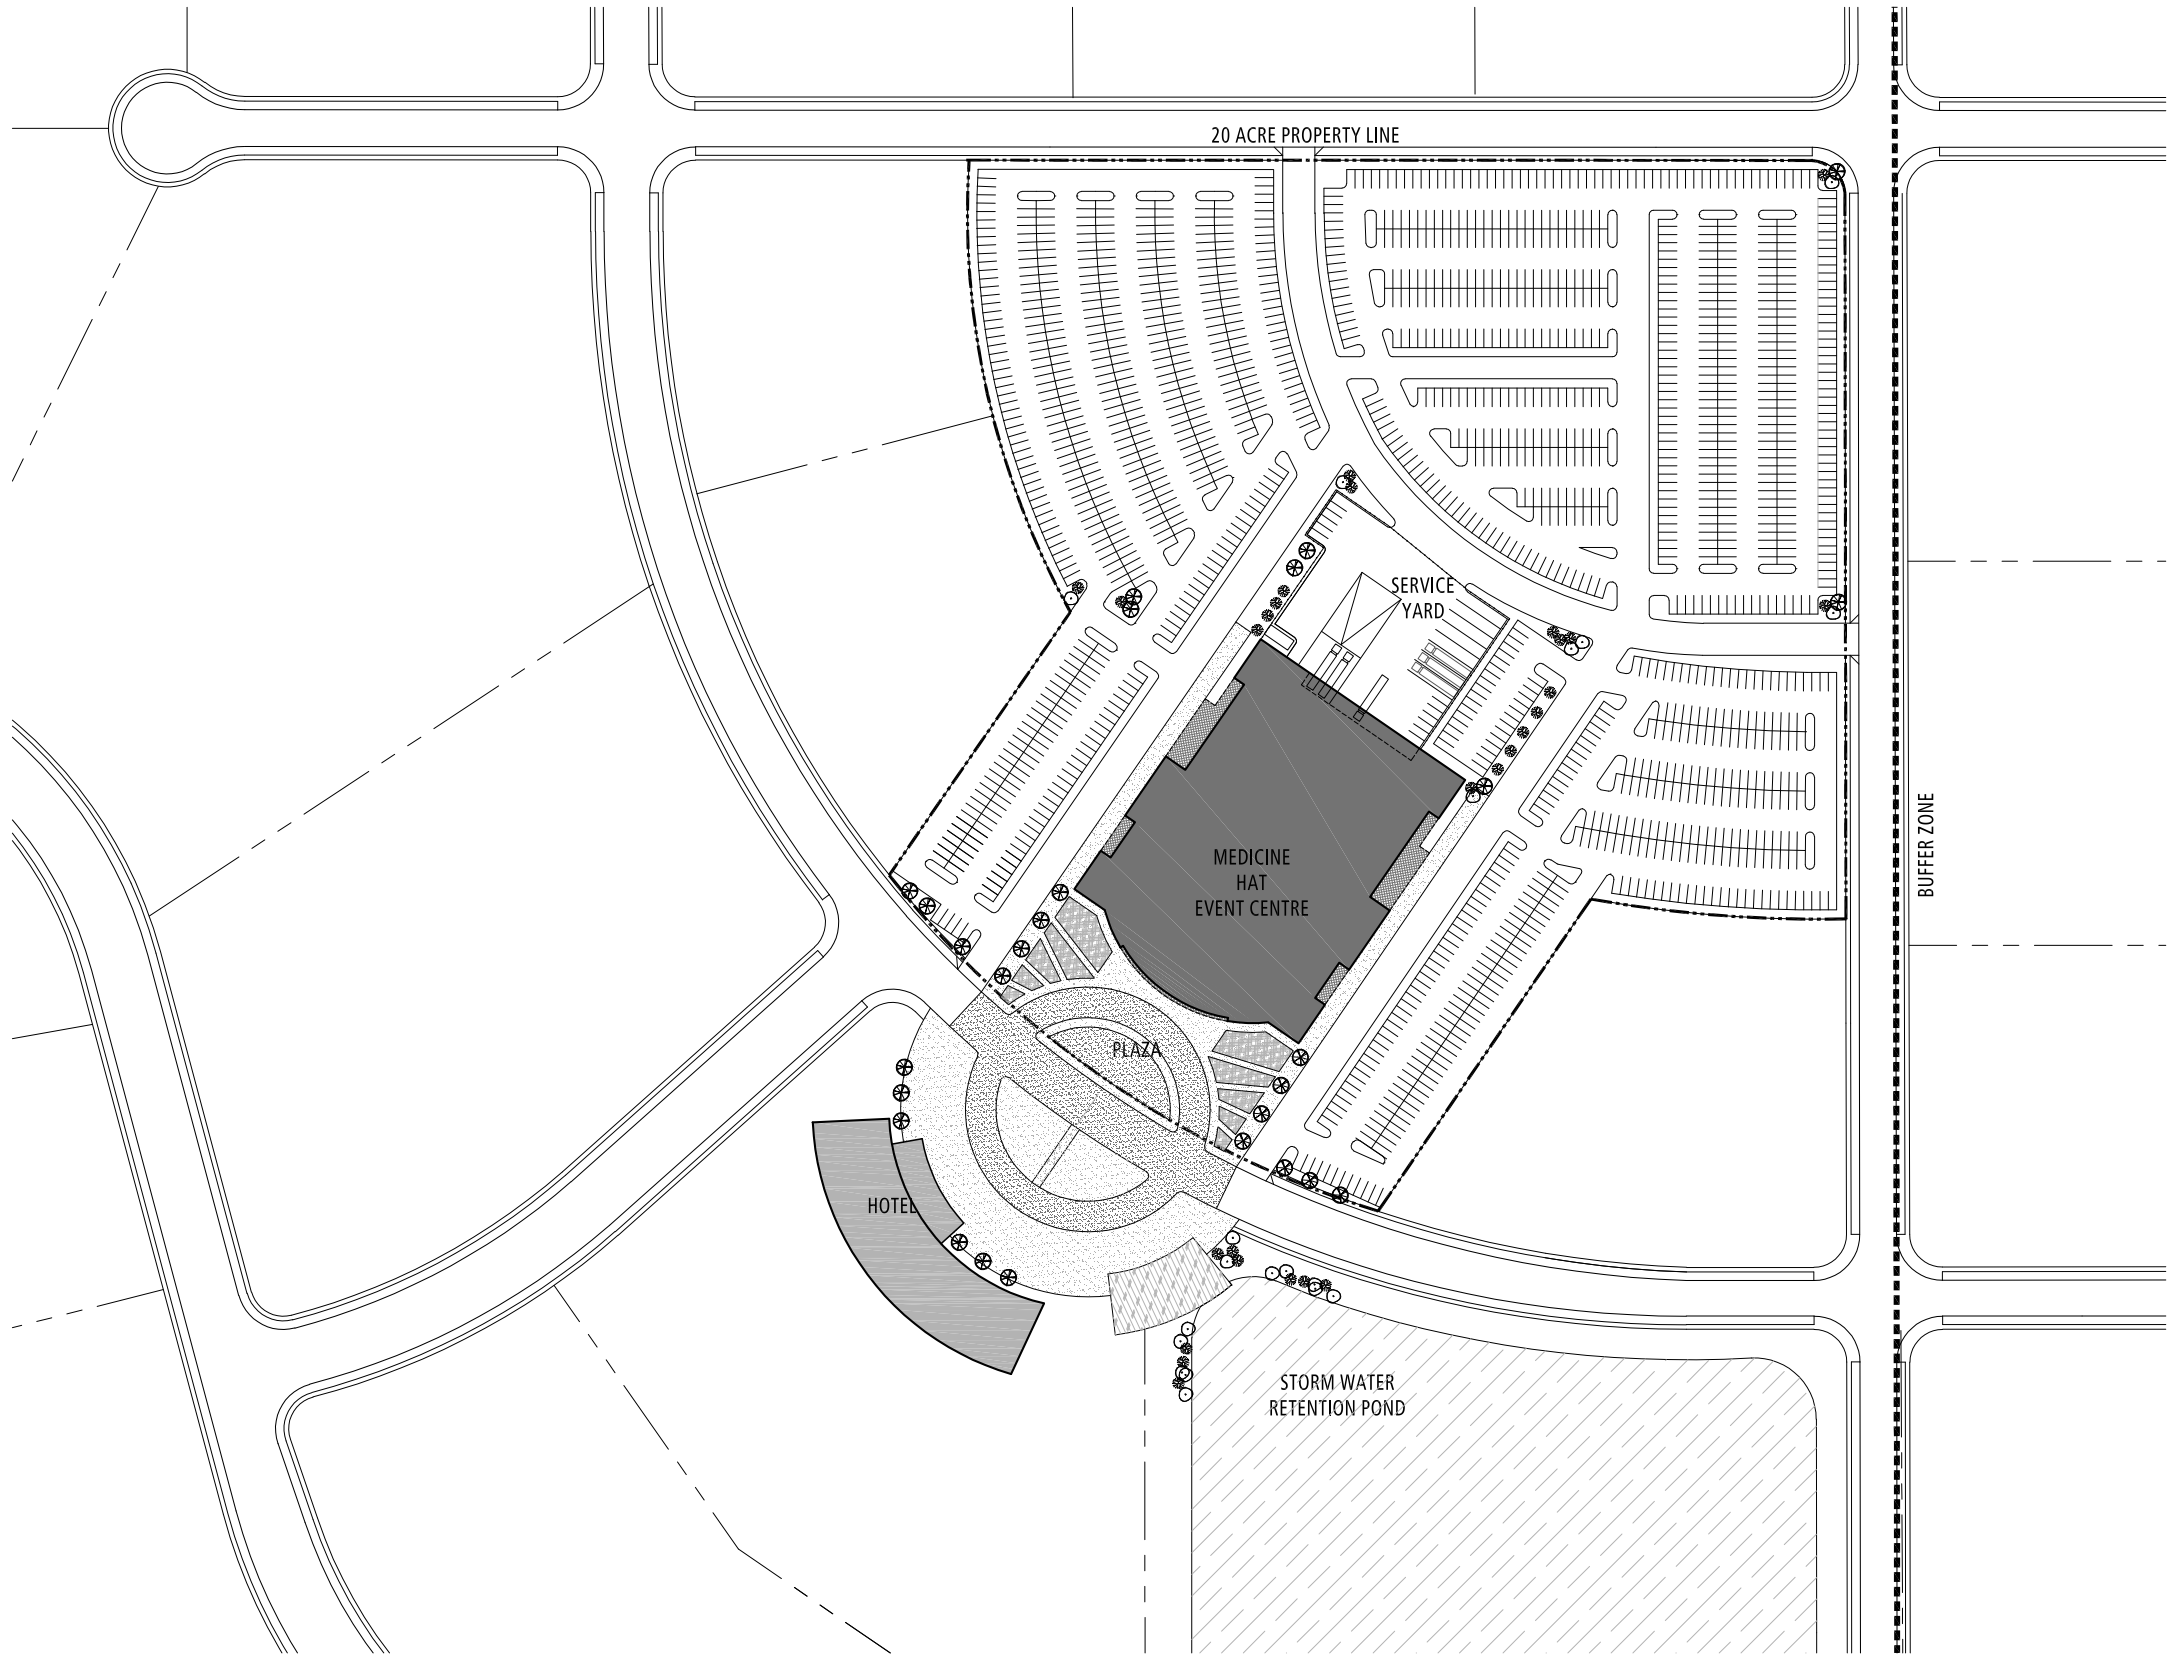 20 ACRE PROPERTY LINE
SERVICE
YARD
MEDICINE
HAT
EVENT CENTRE
BUFFER ZONE
PLAZA
HOTEL
STORM WATER
RETENTION POND